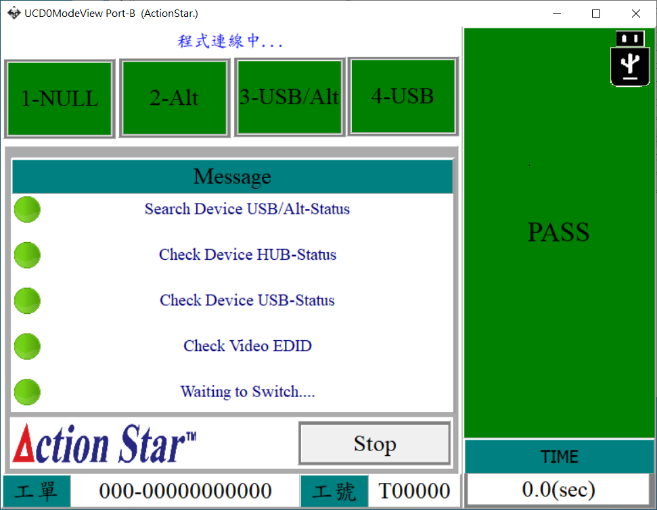 UCD0ModeView Port-B (ActionStar.)
程式連線中...
1-NULL
2-Alt
3-USB/Alt
4-USB
Message
Search Device USB/Alt-Status
Check Device HUB-Status
Check Device USB-Status
Check Video EDID
Waiting to Switch....
Action Star™
Stop
工單
000-00000000000
工號
T00000
PASS
TIME
0.0(sec)